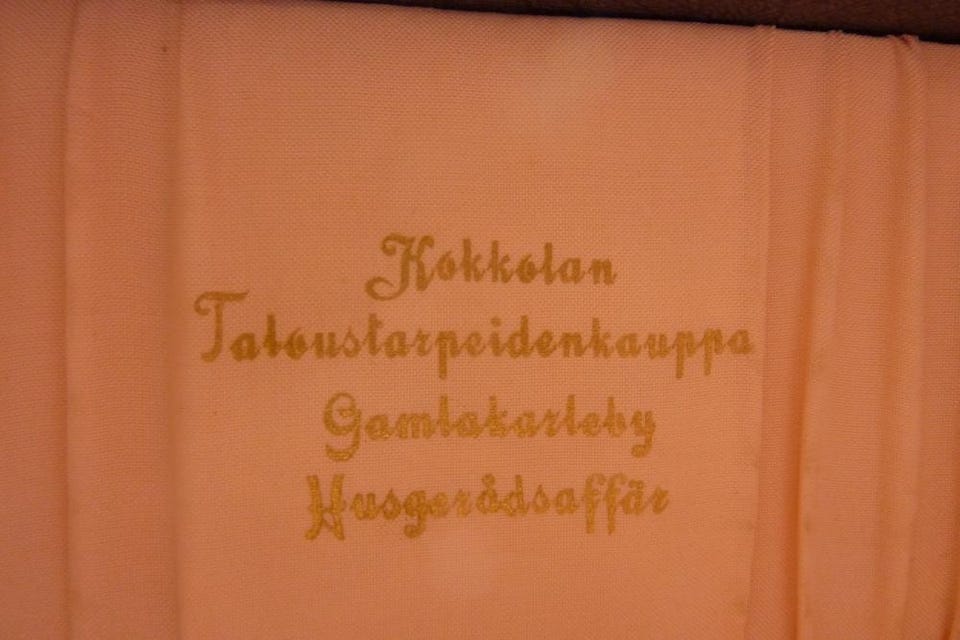 Kokkolan
Taloustarpeidenkauppa
Gamlakarleby
Husgerådsaffär